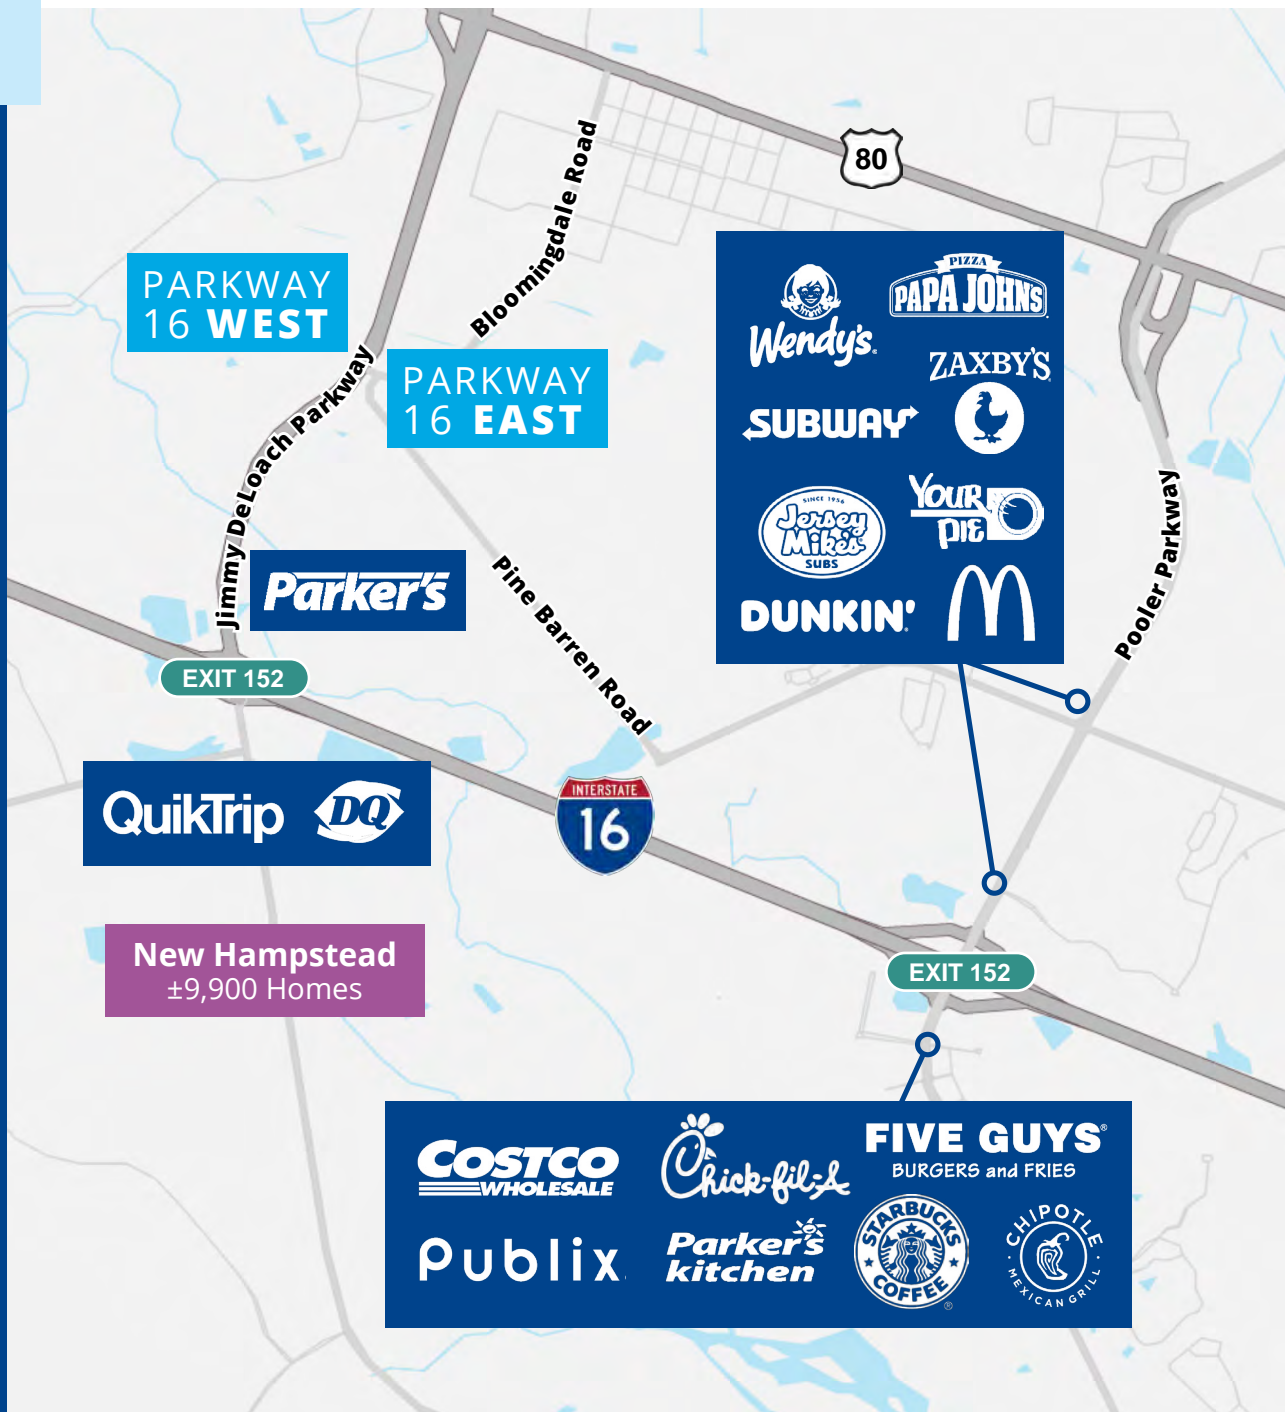 80
Bloomingdale Road
PARKWAY
16 WEST
PARKWAY
16 EAST
Jimmy DeLoach Parkway
Wendy's®
PIZZA
PAPA JOHN'S
ZAXBY'S
SUBWAY
SINCE 1956
Jersey
Mike's
SUBS
YOUR
PIE
DUNKIN'
Pooler Parkway
Parker's
Pine Barren Road
EXIT 152
INTERSTATE
16
QuikTrip
DQ
New Hampstead
±9,900 Homes
EXIT 152
COSTCO
WHOLESALE
Chick-fil-A
FIVE GUYS®
BURGERS and FRIES
Publix
Parker's
kitchen
STARBUCKS
COFFEE
®
CHIPOTLE
MEXICAN GRILL